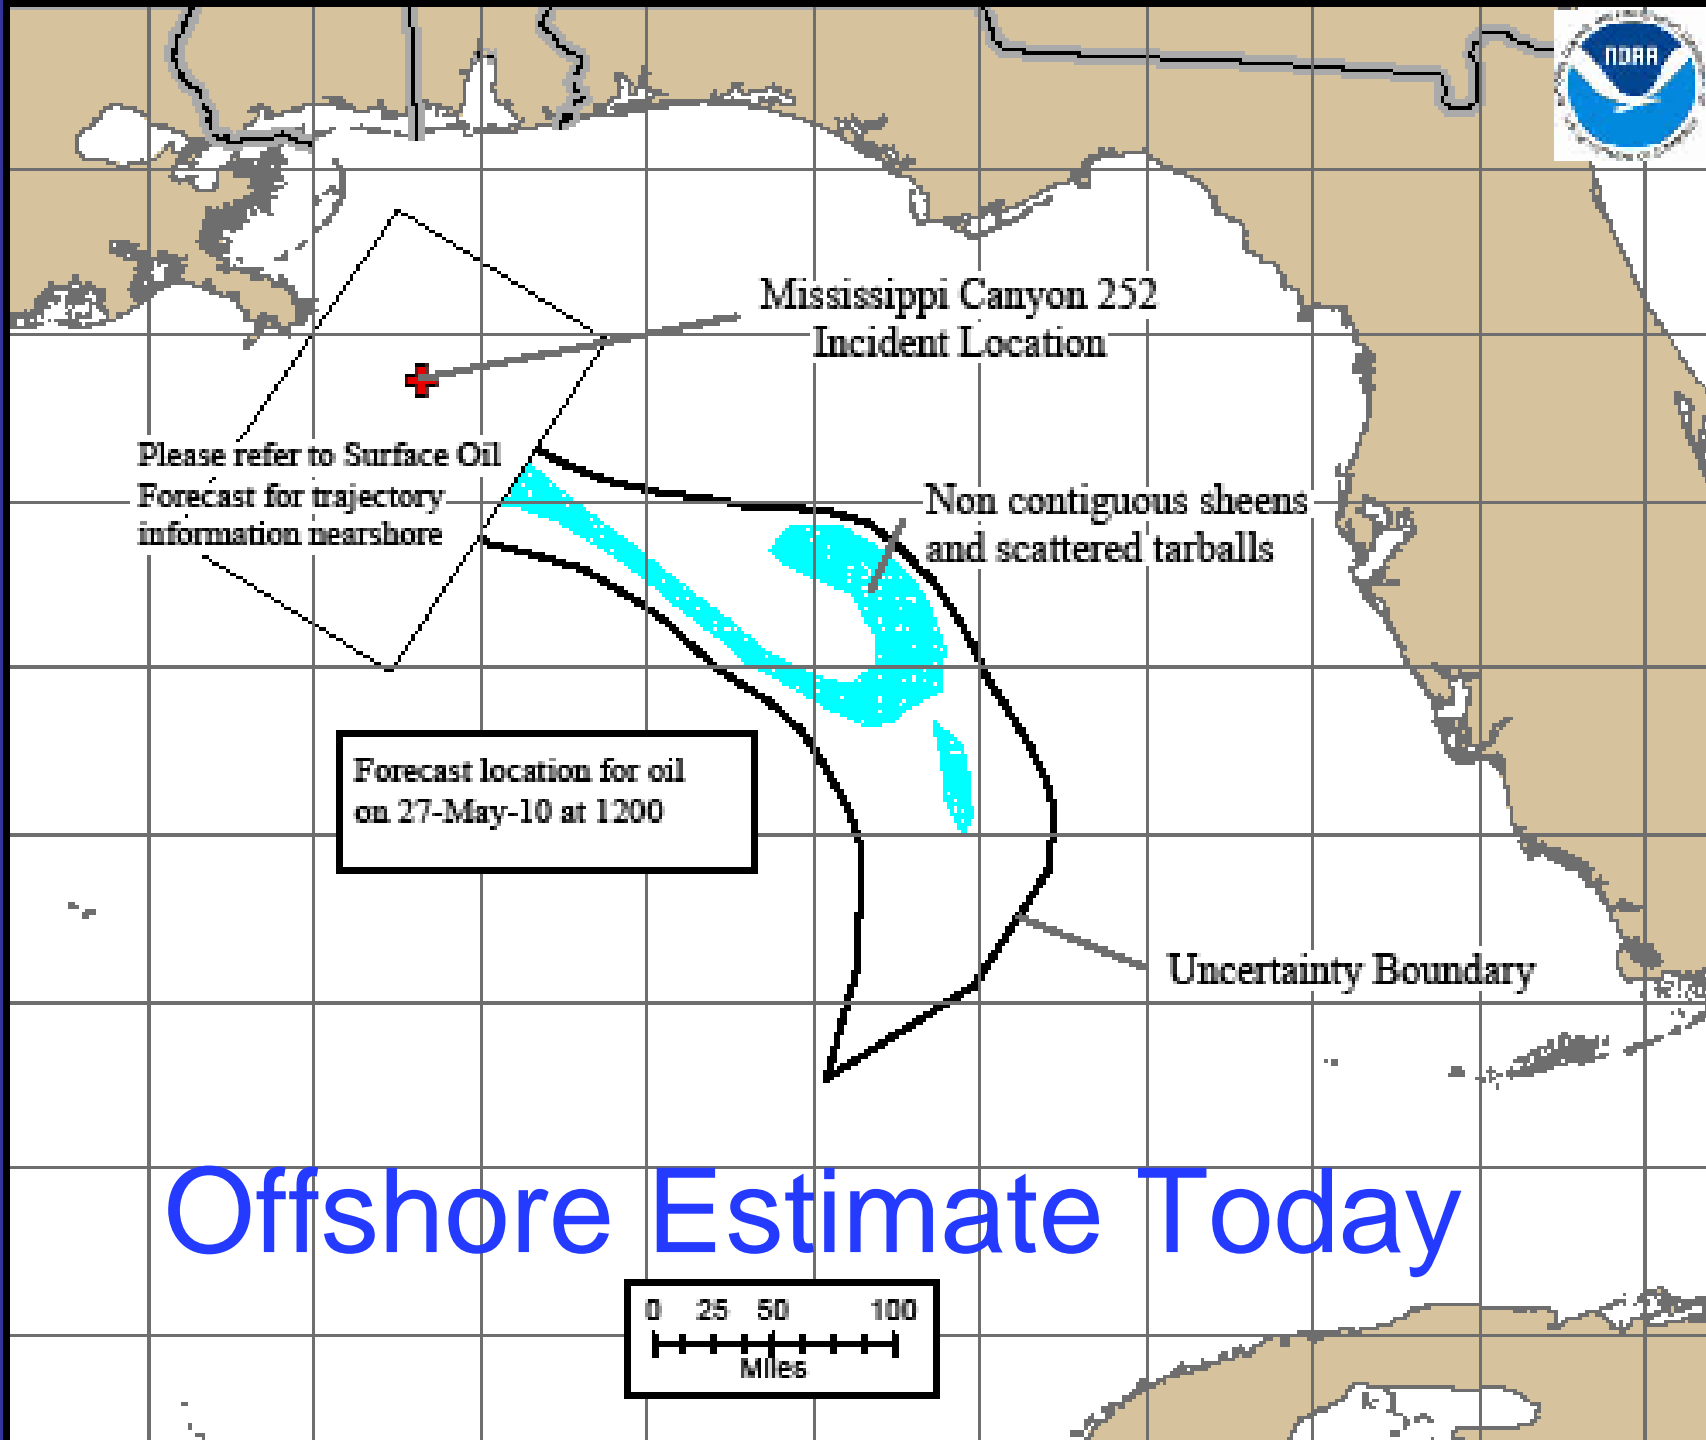 NOAA
Mississippi Canyon 252
Incident Location
Please refer to Surface Oil
Forecast for trajectory
information nearshore
Non contiguous sheens
and scattered tarballs
Forecast location for oil
on 27-May-10 at 1200
Uncertainty Boundary
Offshore Estimate Today
0 25 50 100
Miles